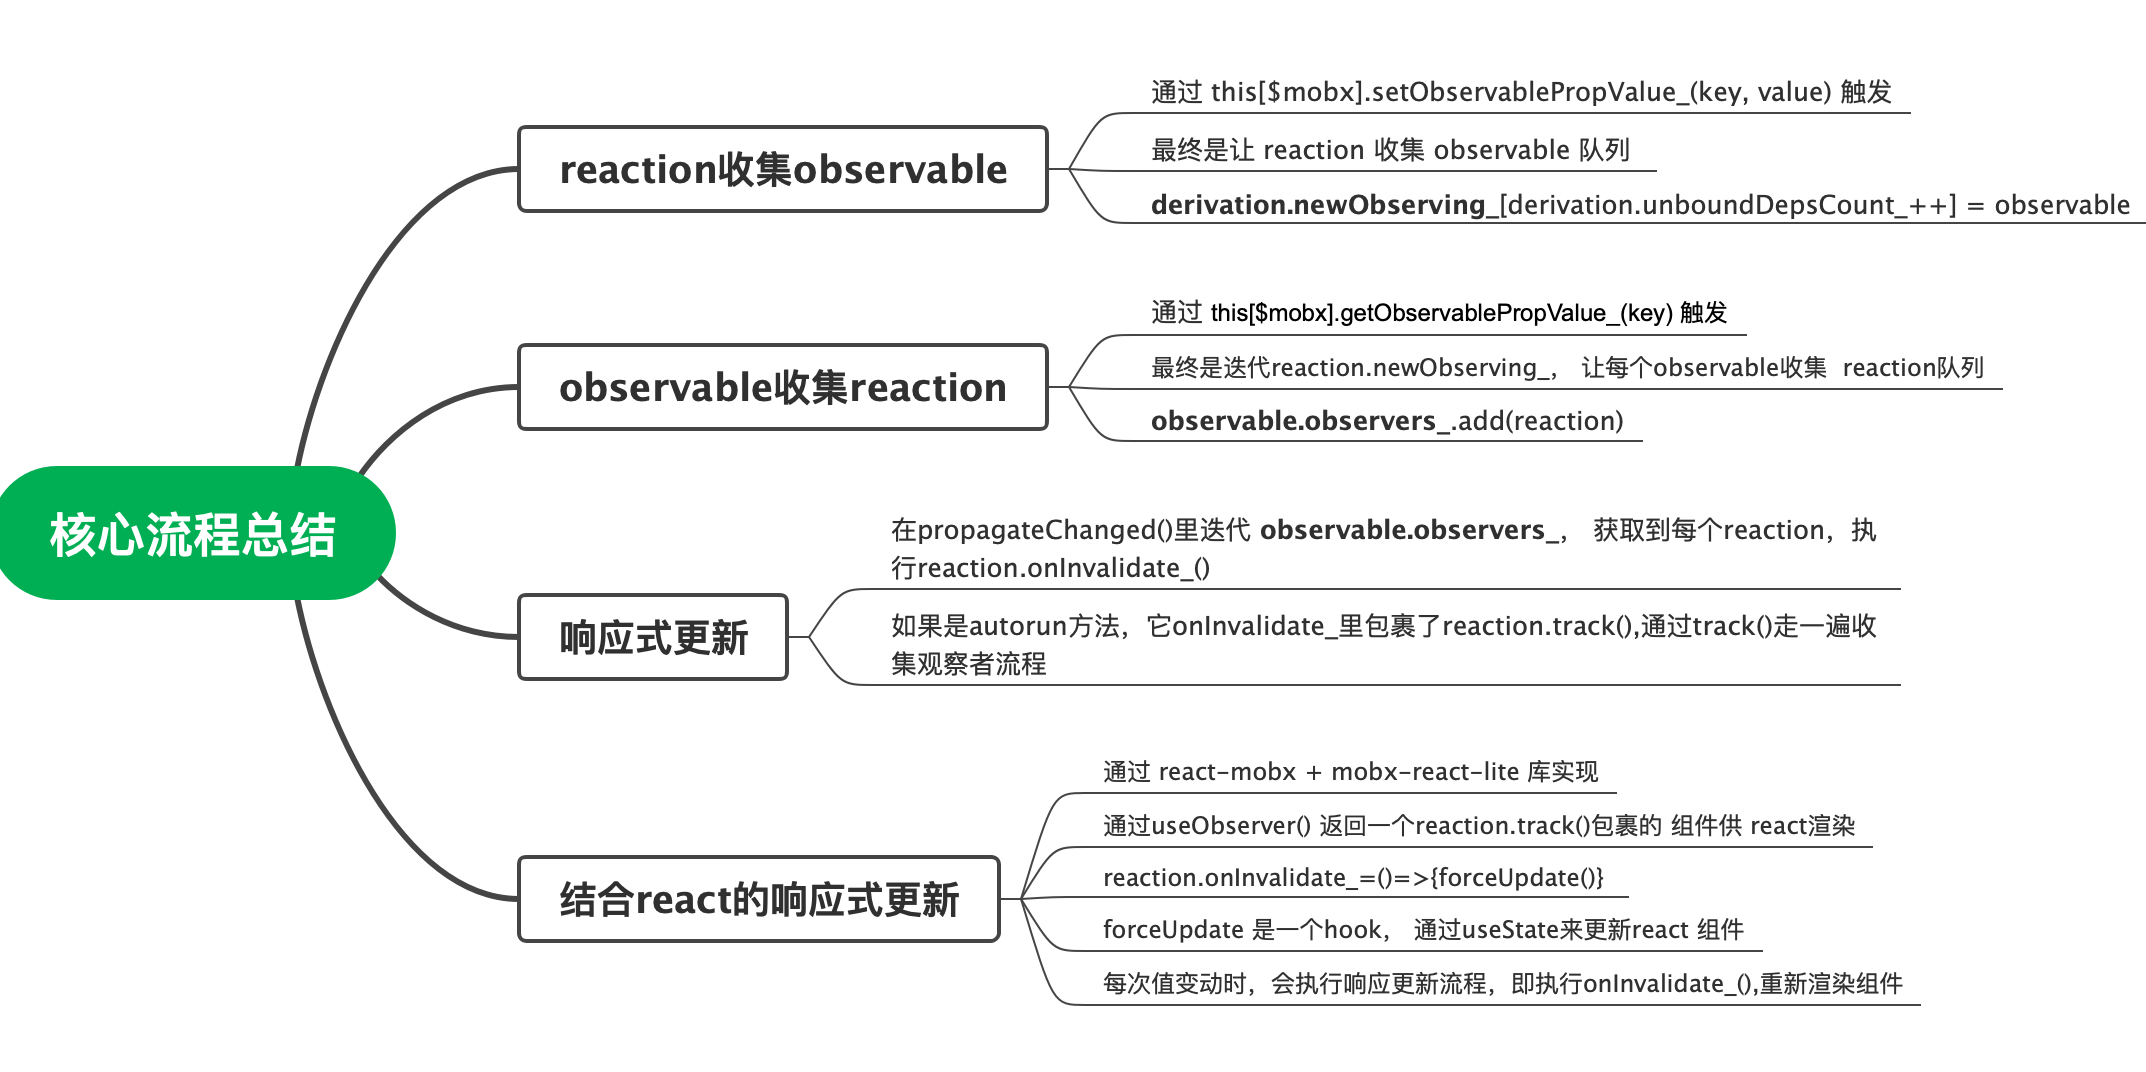 核心流程总结
reaction收集observable
通过 this[$mobx].setObservablePropValue_(key, value) 触发
最终是让 reaction 收集 observable 队列
derivation.newObserving_[derivation.unboundDepsCount_++] = observable
observable收集reaction
通过 this[$mobx].getObservablePropValue_(key) 触发
最终是迭代reaction.newObserving_， 让每个observable收集 reaction队列
observable.observers_.add(reaction)
响应式更新
在propagateChanged()里迭代 observable.observers_， 获取到每个reaction，执
行reaction.onInvalidate_()
如果是autorun方法，它onInvalidate_里包裹了reaction.track(),通过track()走一遍收
集观察者流程
结合react的响应式更新
通过 react-mobx + mobx-react-lite 库实现
通过useObserver() 返回一个reaction.track()包裹的 组件供 react渲染
reaction.onInvalidate_=()=>{forceUpdate()}
forceUpdate 是一个hook， 通过useState来更新react 组件
每次值变动时，会执行响应更新流程，即执行onInvalidate_(),重新渲染组件